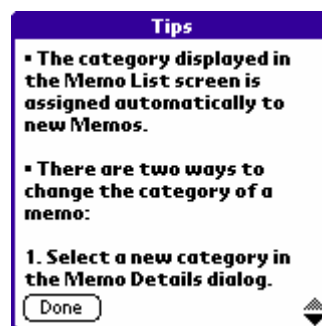 Tips
▪ The category displayed in
the Memo List screen is
assigned automatically to
new Memos.
▪ There are two ways to
change the category of a
memo:
1. Select a new category in
the Memo Details dialog.
Done